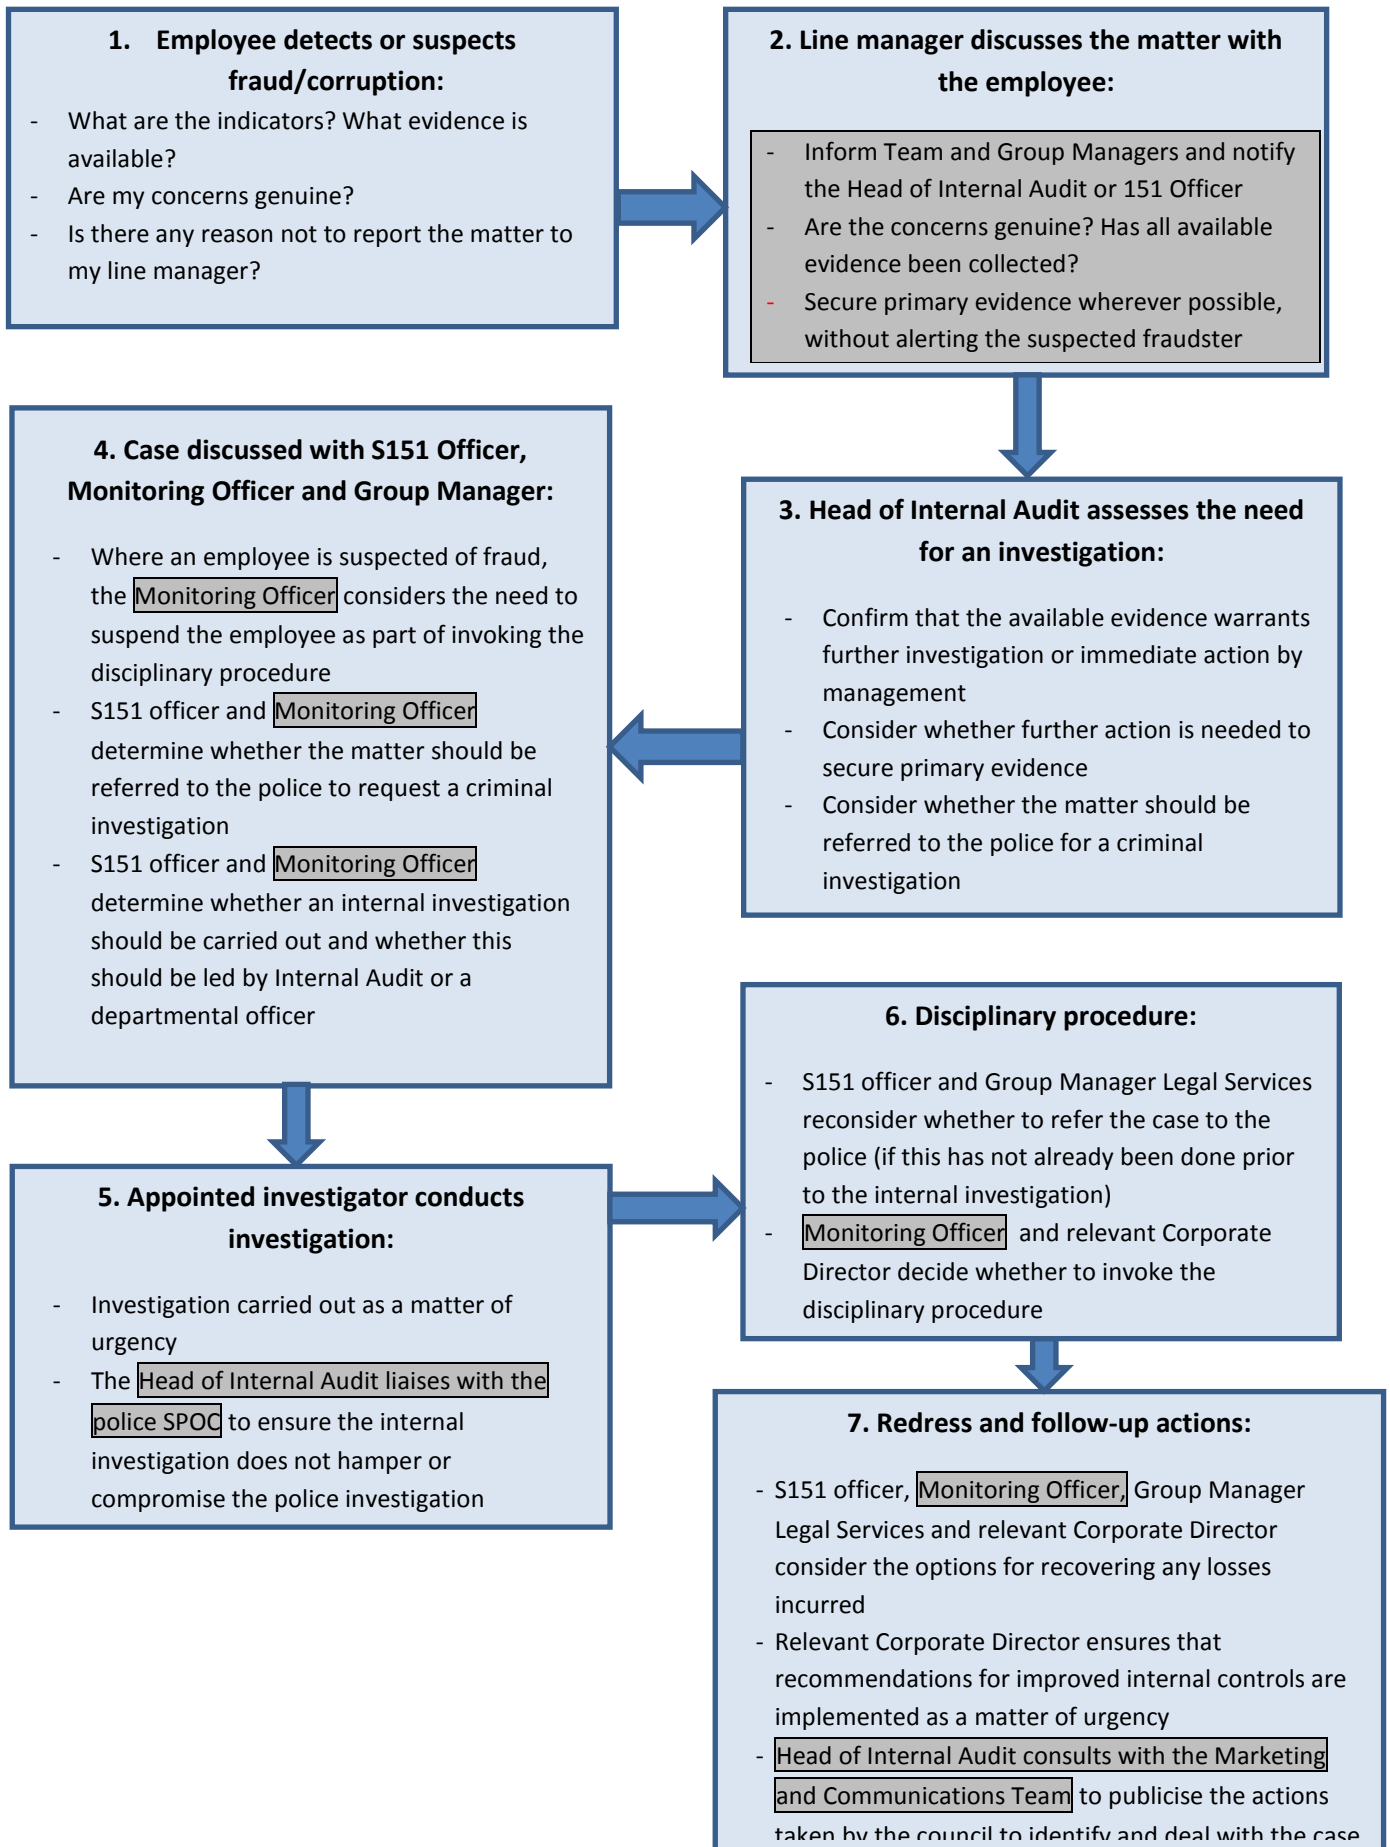 1. Employee detects or suspects
fraud/corruption:
- What are the indicators? What evidence is
available?
- Are my concerns genuine?
- Is there any reason not to report the matter to
my line manager?
2. Line manager discusses the matter with
the employee:
- Inform Team and Group Managers and notify
the Head of Internal Audit or 151 Officer
- Are the concerns genuine? Has all available
evidence been collected?
- Secure primary evidence wherever possible,
without alerting the suspected fraudster
3. Head of Internal Audit assesses the need
for an investigation:
- Confirm that the available evidence warrants
further investigation or immediate action by
management
- Consider whether further action is needed to
secure primary evidence
- Consider whether the matter should be
referred to the police for a criminal
investigation
4. Case discussed with S151 Officer,
Monitoring Officer and Group Manager:
- Where an employee is suspected of fraud,
the Monitoring Officer considers the need to
suspend the employee as part of invoking the
disciplinary procedure
- S151 officer and Monitoring Officer
determine whether the matter should be
referred to the police to request a criminal
investigation
- S151 officer and Monitoring Officer
determine whether an internal investigation
should be carried out and whether this
should be led by Internal Audit or a
departmental officer
5. Appointed investigator conducts
investigation:
- Investigation carried out as a matter of
urgency
- The Head of Internal Audit liaises with the
police SPOC to ensure the internal
investigation does not hamper or
compromise the police investigation
6. Disciplinary procedure:
- S151 officer and Group Manager Legal Services
reconsider whether to refer the case to the
police (if this has not already been done prior
to the internal investigation)
- Monitoring Officer and relevant Corporate
Director decide whether to invoke the
disciplinary procedure
7. Redress and follow-up actions:
- S151 officer, Monitoring Officer, Group Manager
Legal Services and relevant Corporate Director
consider the options for recovering any losses
incurred
- Relevant Corporate Director ensures that
recommendations for improved internal controls are
implemented as a matter of urgency
- Head of Internal Audit consults with the Marketing
and Communications Team to publicise the actions
taken by the council to identify and deal with the case